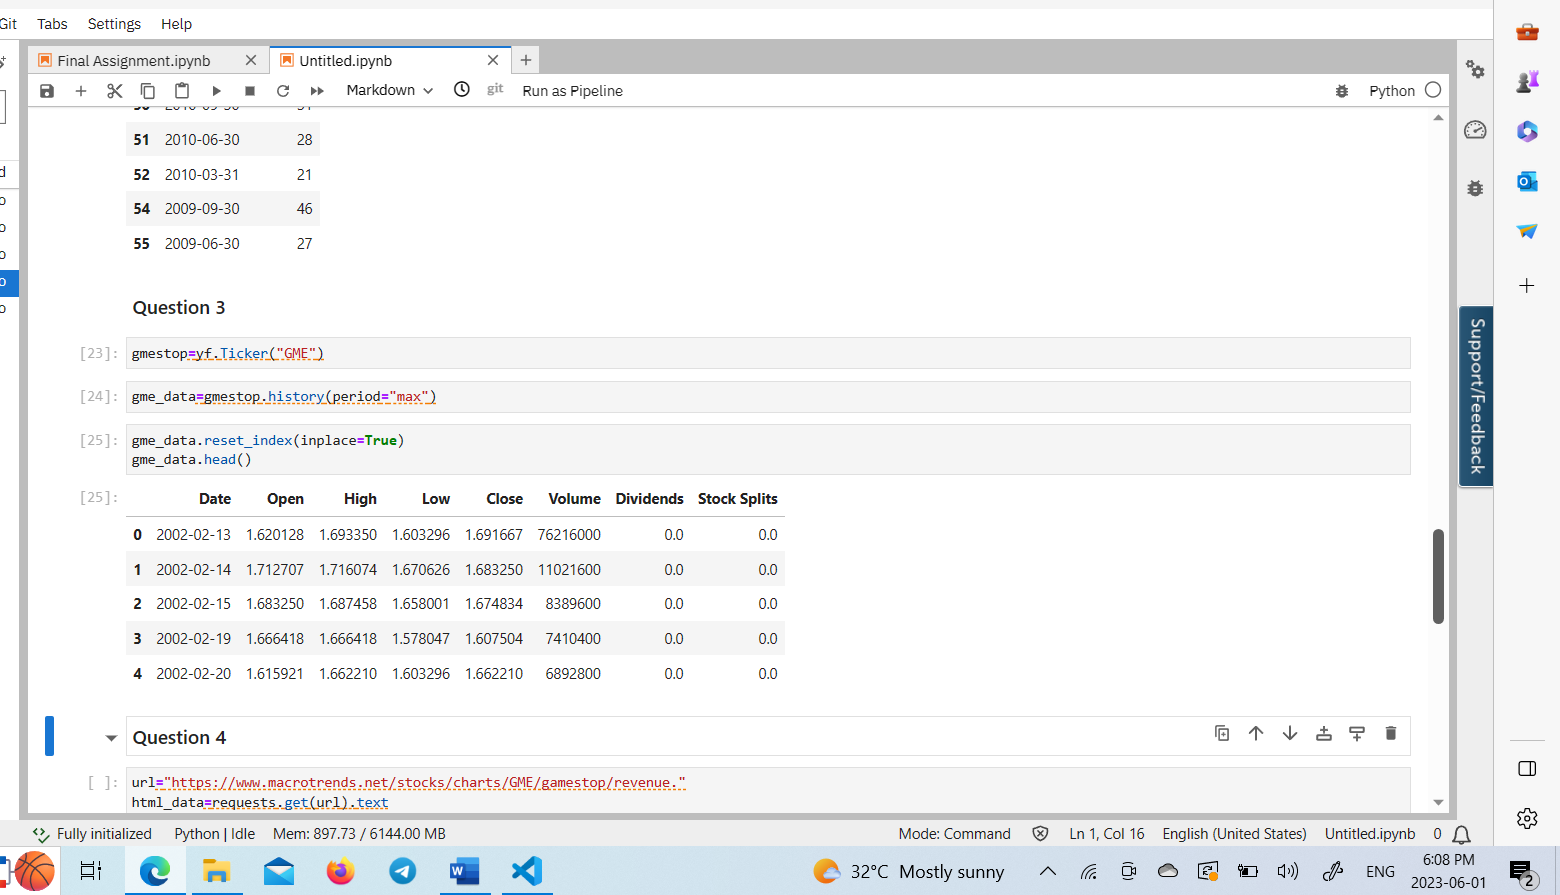 Git Tabs Settings Help
Final Assignment.ipynb Untitled.ipynb
Markdown git Run as Pipeline Python
51 2010-06-30 28
52 2010-03-31 21
54 2009-09-30 46
55 2009-06-30 27
Question 3
[23]: gmestop=yf.Ticker("GME")
[24]: gme_data=gmestop.history(period="max")
[25]: gme_data.reset_index(inplace=True)
gme_data.head()
[25]: Date Open High Low Close Volume Dividends Stock Splits
0 2002-02-13 1.620128 1.693350 1.603296 1.691667 76216000 0.0 0.0
1 2002-02-14 1.712707 1.716074 1.670626 1.683250 11021600 0.0 0.0
2 2002-02-15 1.683250 1.687458 1.658001 1.674834 8389600 0.0 0.0
3 2002-02-19 1.666418 1.666418 1.578047 1.607504 7410400 0.0 0.0
4 2002-02-20 1.615921 1.662210 1.603296 1.662210 6892800 0.0 0.0
Question 4
[ ]: url="https://www.macrotrends.net/stocks/charts/GME/gamestop/revenue."
html_data=requests.get(url).text
Support/Feedback
Fully initialized Python | Idle Mem: 897.73 / 6144.00 MB Mode: Command Ln 1, Col 16 English (United States) Untitled.ipynb 0
32°C Mostly sunny ENG 6:08 PM
2023-06-01 2